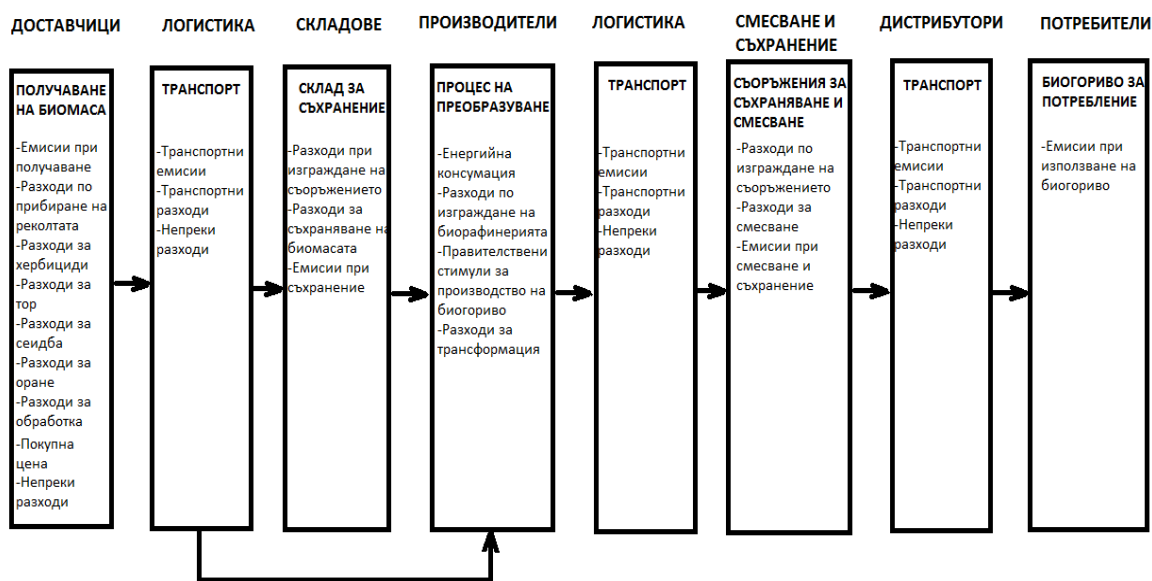 ДОСТАВЧИЦИ
ЛОГИСТИКА
СКЛАДОВЕ
ПРОИЗВОДИТЕЛИ
ЛОГИСТИКА
СМЕСВАНЕ И
СЪХРАНЕНИЕ
ДИСТРИБУТОРИ
ПОТРЕБИТЕЛИ
ПОЛУЧАВАНЕ
НА БИОМАСА
-Емисии при
получаване
-Разходи по
прибиране на
реколтата
-Разходи за
хербициди
-Разходи за
тор
-Разходи за
сеидба
-Разходи за
оране
-Разходи за
обработка
-Покупна
цена
-Непреки
разходи
ТРАНСПОРТ
-Транспортни
емисии
-Транспортни
разходи
-Непреки
разходи
СКЛАД ЗА
СЪХРАНЕНИЕ
-Разходи при
изграждане на
съоръжението
-Разходи за
съхраняване на
биомасата
-Емисии при
съхранение
ПРОЦЕС НА
ПРЕОБРАЗУВАНЕ
-Енергийна
консумация
-Разходи по
изграждане на
биорафинерията
-Правителствени
стимули за
производство на
биогориво
-Разходи за
трансформация
ТРАНСПОРТ
-Транспортни
емисии
-Транспортни
разходи
-Непреки
разходи
СЪОРЪЖЕНИЯ ЗА
СЪХРАНЯВАНЕ И
СМЕСВАНЕ
-Разходи по
изграждане на
съоръжението
-Разходи за
смесване
-Емисии при
смесване и
съхранение
ТРАНСПОРТ
-Транспортни
емисии
-Транспортни
разходи
-Непреки
разходи
БИОГОРИВО ЗА
ПОТРЕБЛЕНИЕ
-Емисии при
използване на
биогориво